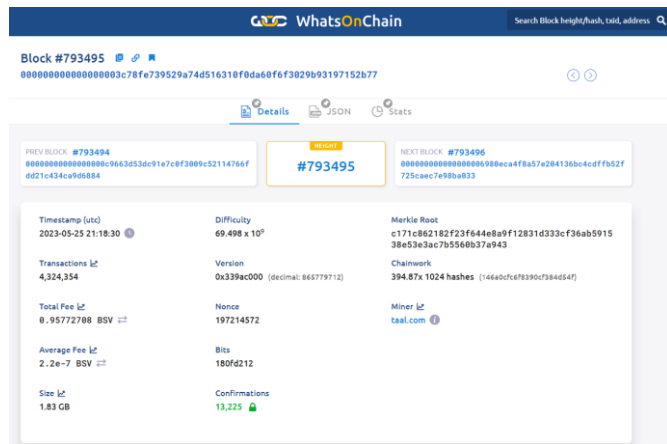 WhatsOnChain
Search Block height/hash, txid, address
Block #793495
000000000000000003c78fe739529a74d516310f0da60f6f3029b93197152b77
Details
JSON
Stats
PREV BLOCK #793494
00000000000000000c9663d53dc91e7c0f3009c52114766f
dd21c434ca9d6884
HEIGHT
#793495
NEXT BLOCK #793496
000000000000000006980eca4f8a57e284136bc4cdffb52f
725caec7e98ba033
Timestamp (utc)
2023-05-25 21:18:30
Difficulty
69.498 x 10⁹
Merkle Root
c171c862182f23f644e8a9f12831d333cf36ab5915
38e53e3ac7b5560b37a943
Transactions
4,324,354
Version
0x339ac000 (decimal: 865779712)
Chainwork
394.87x 1024 hashes (146a0cfc6f8390cf384d54f)
Total Fee
0.95772708 BSV
Nonce
197214572
Miner
taal.com
Average Fee
2.2e-7 BSV
Bits
180fd212
Size
1.83 GB
Confirmations
13,225